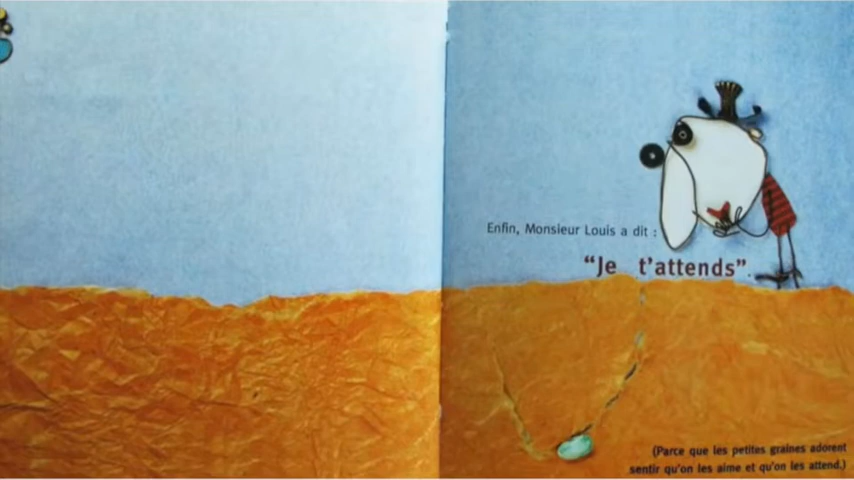 Enfin, Monsieur Louis a dit :
“Je t'attends”.
(Parce que les petites graines adorent
sentir qu'on les aime et qu'on les attend.)